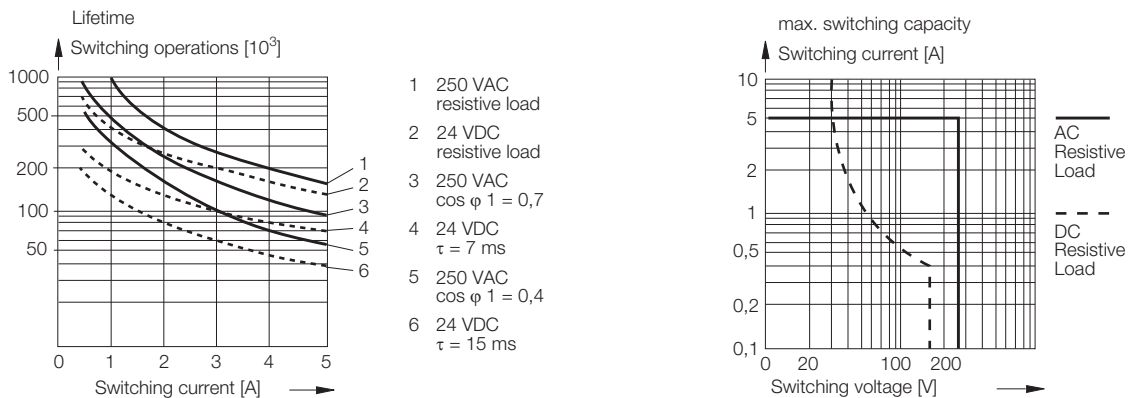 Lifetime
Switching operations [10³]
1000
500
200
100
50
0 1 2 3 4 5
Switching current [A]
1
2
3
4
5
6
1 250 VAC
resistive load
2 24 VDC
resistive load
3 250 VAC
cos φ 1 = 0,7
4 24 VDC
τ = 7 ms
5 250 VAC
cos φ 1 = 0,4
6 24 VDC
τ = 15 ms
max. switching capacity
Switching current [A]
10
5
2
1
0,5
0,2
0,1
0 20 100 200
Switching voltage [V]
AC
Resistive
Load
DC
Resistive
Load